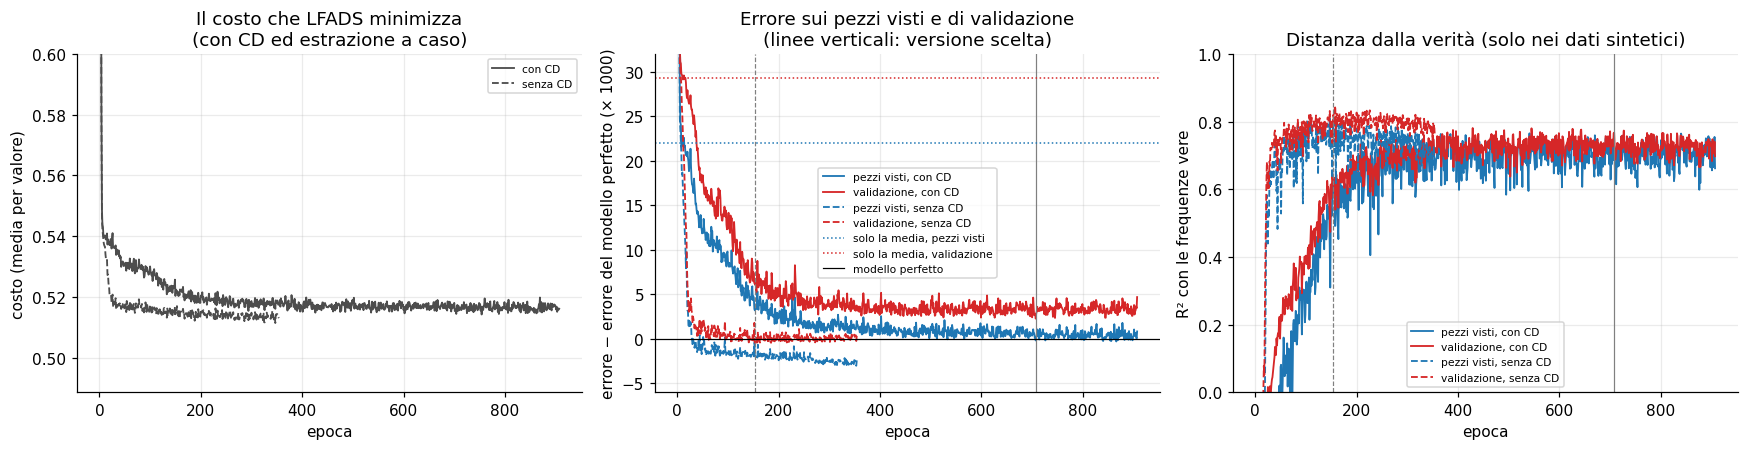 Il costo che LFADS minimizza
(con CD ed estrazione a caso)
costo (media per valore)
0.60
0.58
0.56
0.54
0.52
0.50
con CD
senza CD
0
200
400
600
800
epoca
Errore sui pezzi visti e di validazione
(linee verticali: versione scelta)
errore − errore del modello perfetto (× 1000)
30
25
20
15
10
5
0
−5
pezzi visti, con CD
validazione, con CD
pezzi visti, senza CD
validazione, senza CD
solo la media, pezzi visti
solo la media, validazione
modello perfetto
0
200
400
600
800
epoca
Distanza dalla verità (solo nei dati sintetici)
R² con le frequenze vere
1.0
0.8
0.6
0.4
0.2
0.0
pezzi visti, con CD
validazione, con CD
pezzi visti, senza CD
validazione, senza CD
0
200
400
600
800
epoca